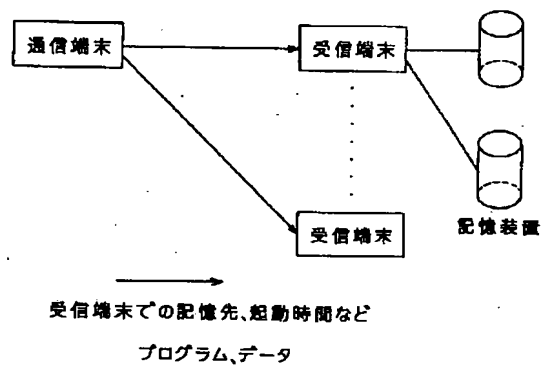 通信端末
受信端末
受信端末
記憶装置
受信端末での記憶先、起動時間など
プログラム、データ